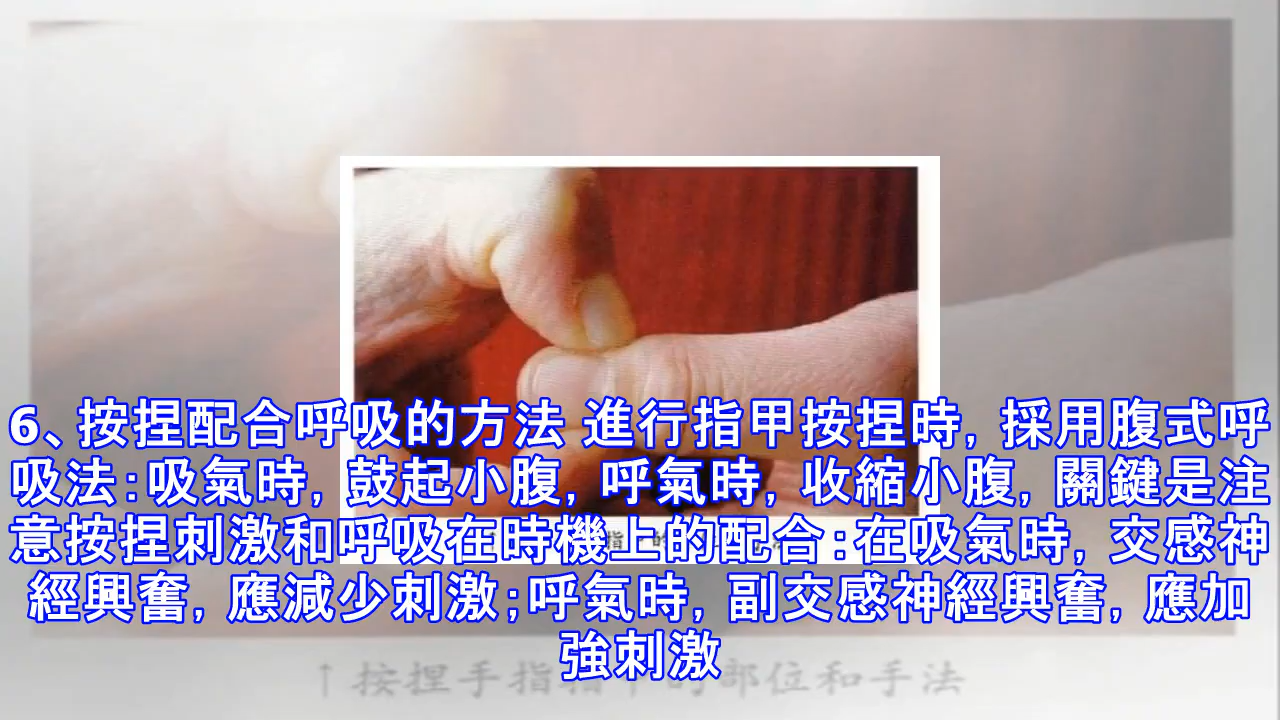 6、按捏配合呼吸的方法 進行指甲按捏時, 採用腹式呼
吸法:吸氣時, 鼓起小腹, 呼氣時, 收縮小腹, 關鍵是注
意按捏刺激和呼吸在時機上的配合:在吸氣時, 交感神
經興奮, 應減少刺激;呼氣時, 副交感神經興奮, 應加
強刺激
↑按捏手指指甲的部位和手法